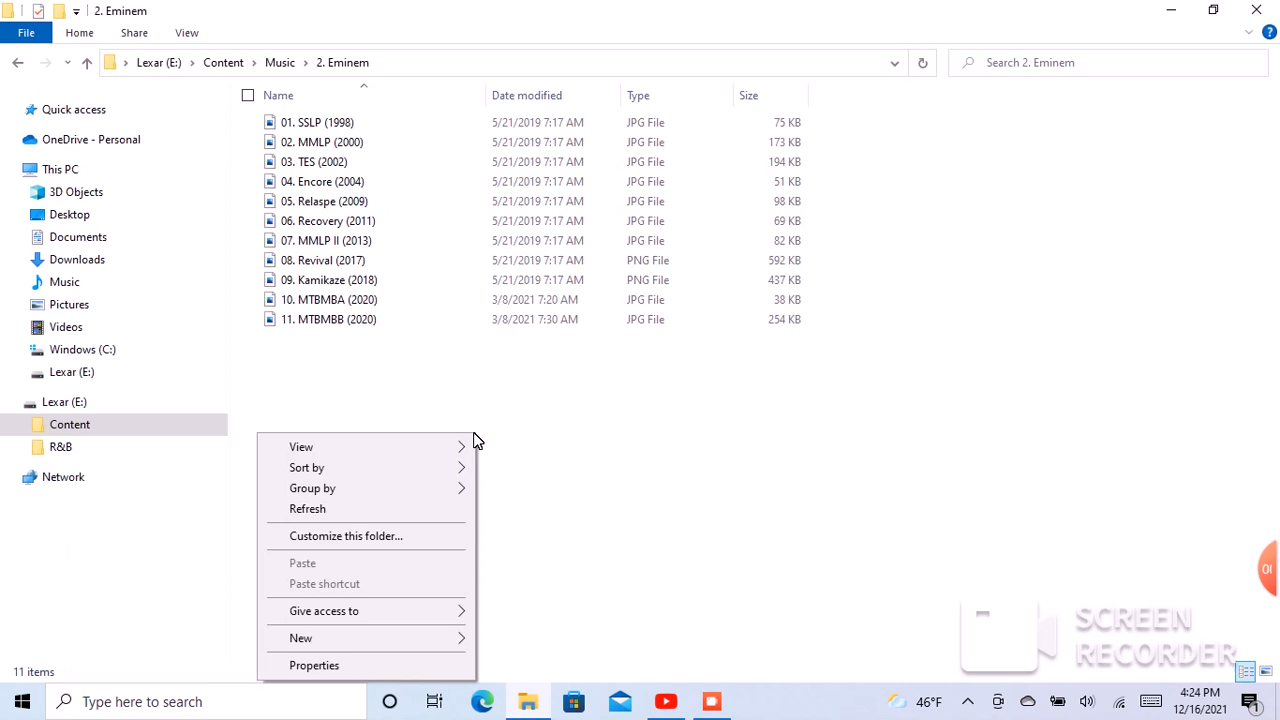 2. Eminem
File Home Share View
Lexar (E:) Content Music 2. Eminem
Search 2. Eminem
Quick access
OneDrive - Personal
This PC
3D Objects
Desktop
Documents
Downloads
Music
Pictures
Videos
Windows (C:)
Lexar (E:)
Lexar (E:)
Content
R&B
Network
Name Date modified Type Size
01. SSLP (1998) 5/21/2019 7:17 AM JPG File 75 KB
02. MMLP (2000) 5/21/2019 7:17 AM JPG File 173 KB
03. TES (2002) 5/21/2019 7:17 AM JPG File 194 KB
04. Encore (2004) 5/21/2019 7:17 AM JPG File 51 KB
05. Relaspe (2009) 5/21/2019 7:17 AM JPG File 98 KB
06. Recovery (2011) 5/21/2019 7:17 AM JPG File 69 KB
07. MMLP II (2013) 5/21/2019 7:17 AM JPG File 82 KB
08. Revival (2017) 5/21/2019 7:17 AM PNG File 592 KB
09. Kamikaze (2018) 5/21/2019 7:17 AM PNG File 437 KB
10. MTBMBA (2020) 3/8/2021 7:20 AM JPG File 38 KB
11. MTBMBB (2020) 3/8/2021 7:30 AM JPG File 254 KB
View
Sort by
Group by
Refresh
Customize this folder...
Paste
Paste shortcut
Give access to
New
Properties
00
SCREEN
RECORDER
11 items
Type here to search
46°F
4:24 PM
12/16/2021
1